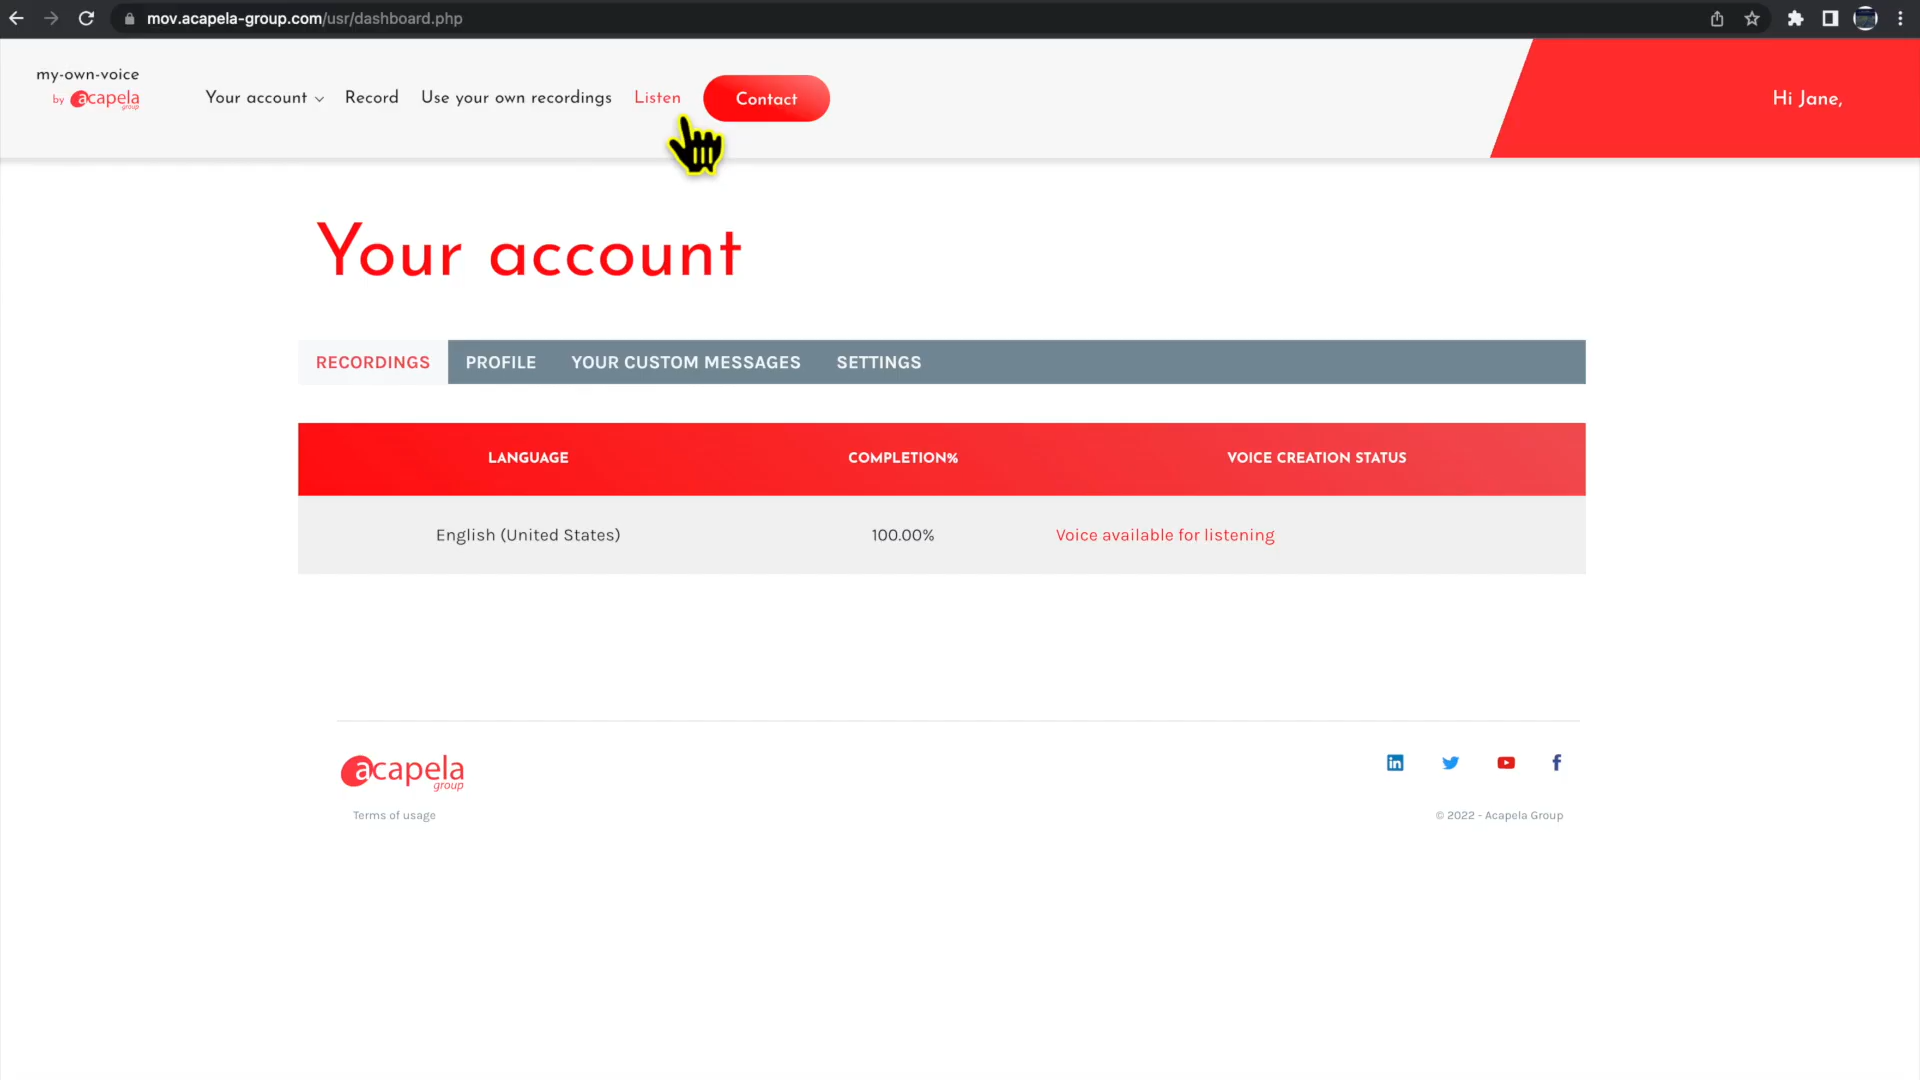 mov.acapela-group.com/usr/dashboard.php
my-own-voice
by acapela group
Your account Record Use your own recordings Listen Contact
Hi Jane,
Your account
RECORDINGS PROFILE YOUR CUSTOM MESSAGES SETTINGS
LANGUAGE COMPLETION% VOICE CREATION STATUS
English (United States) 100.00% Voice available for listening
acapela group
in f
Terms of usage © 2022 - Acapela Group